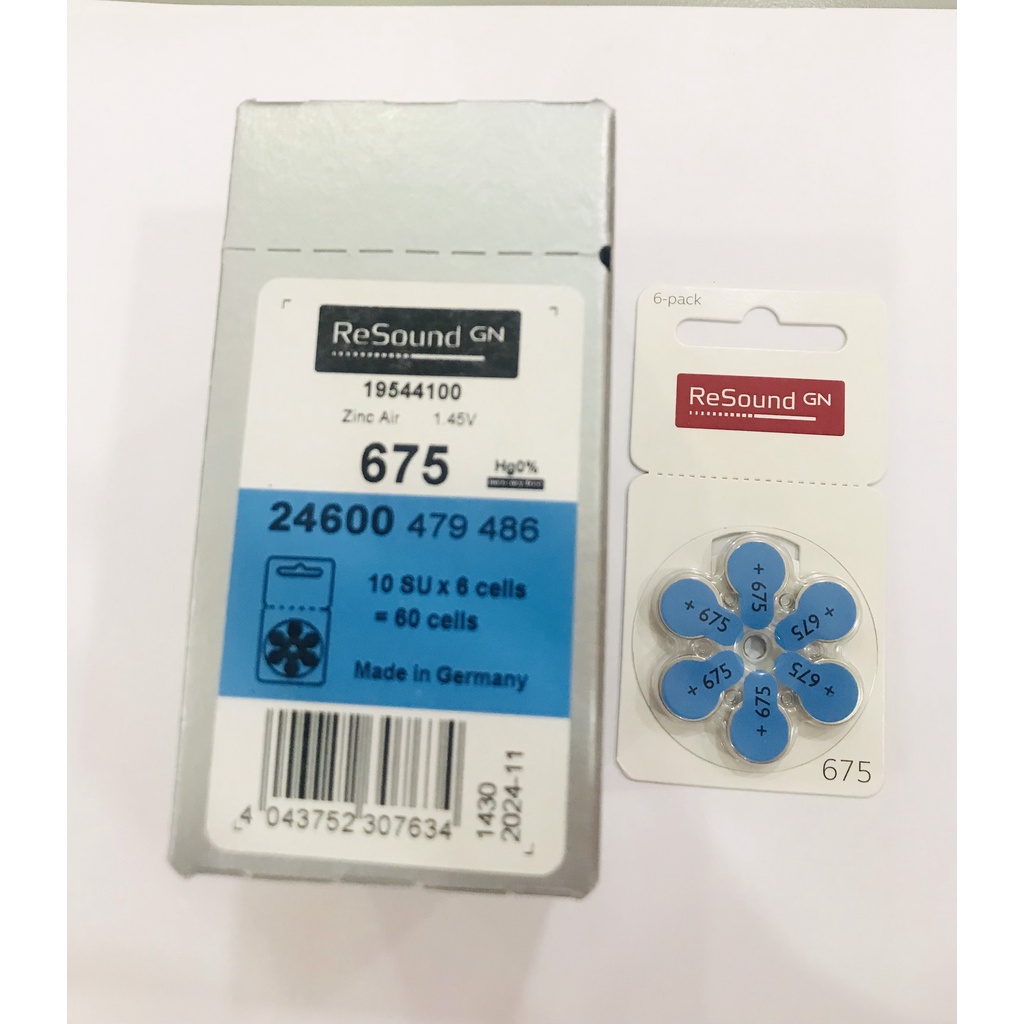 ReSound GN
19544100
Zinc Air 1.45V
675
Hg0%
24600 479 486
10 SU x 6 cells
= 60 cells
Made in Germany
4 043752 307634
1430
2024-11
6-pack
ReSound GN
+ 675
+ 675
+ 675
+ 675
+ 675
+ 675
675